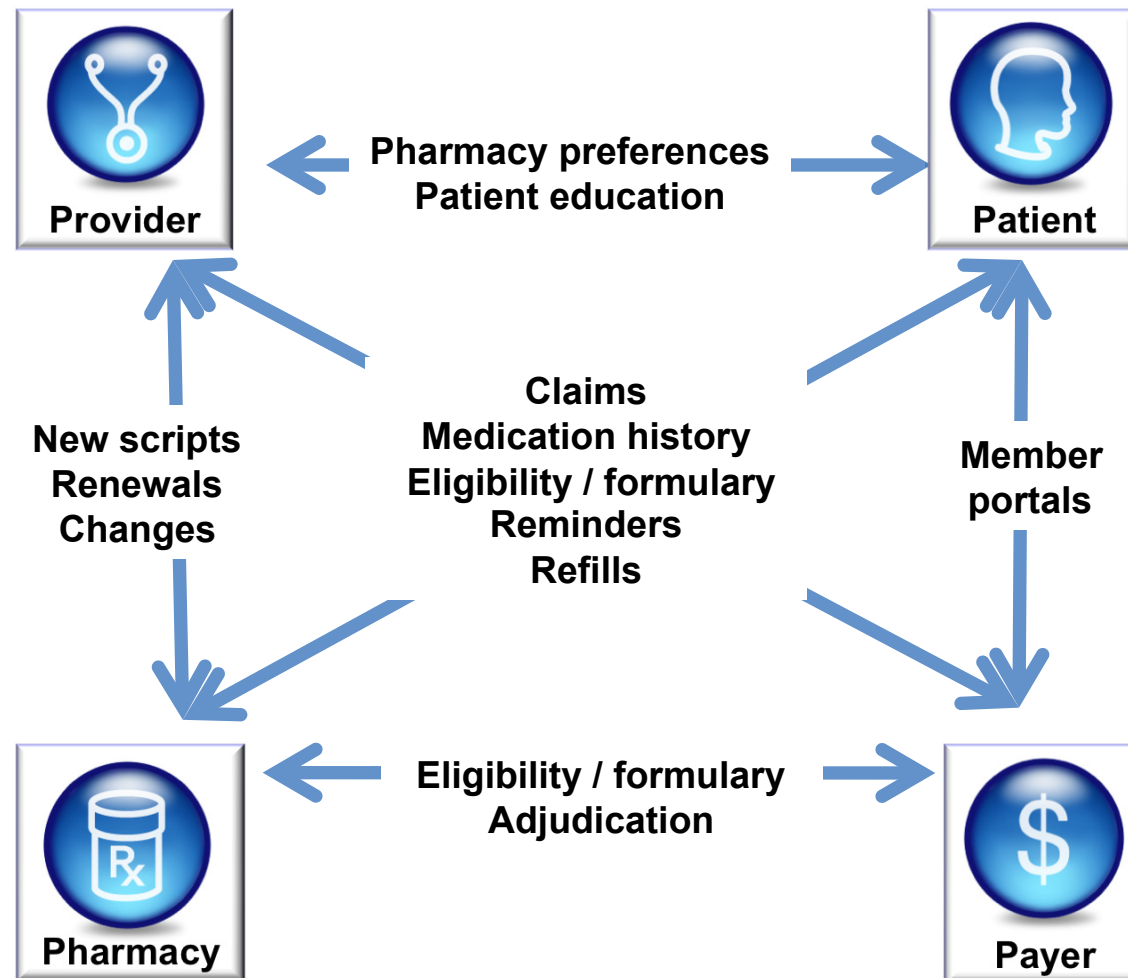 Provider
Patient
Pharmacy preferences
Patient education
New scripts
Renewals
Changes
Claims
Medication history
Eligibility / formulary
Reminders
Refills
Member
portals
Eligibility / formulary
Adjudication
Rx
Pharmacy
$
Payer